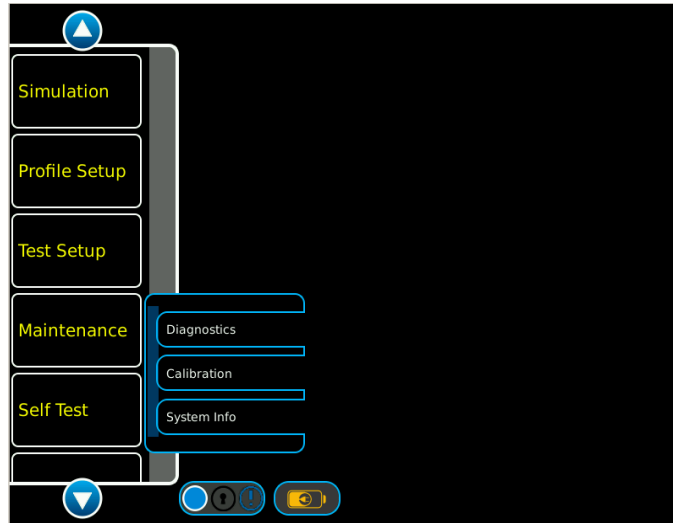 Simulation
Profile Setup
Test Setup
Maintenance
Diagnostics
Calibration
System Info
Self Test